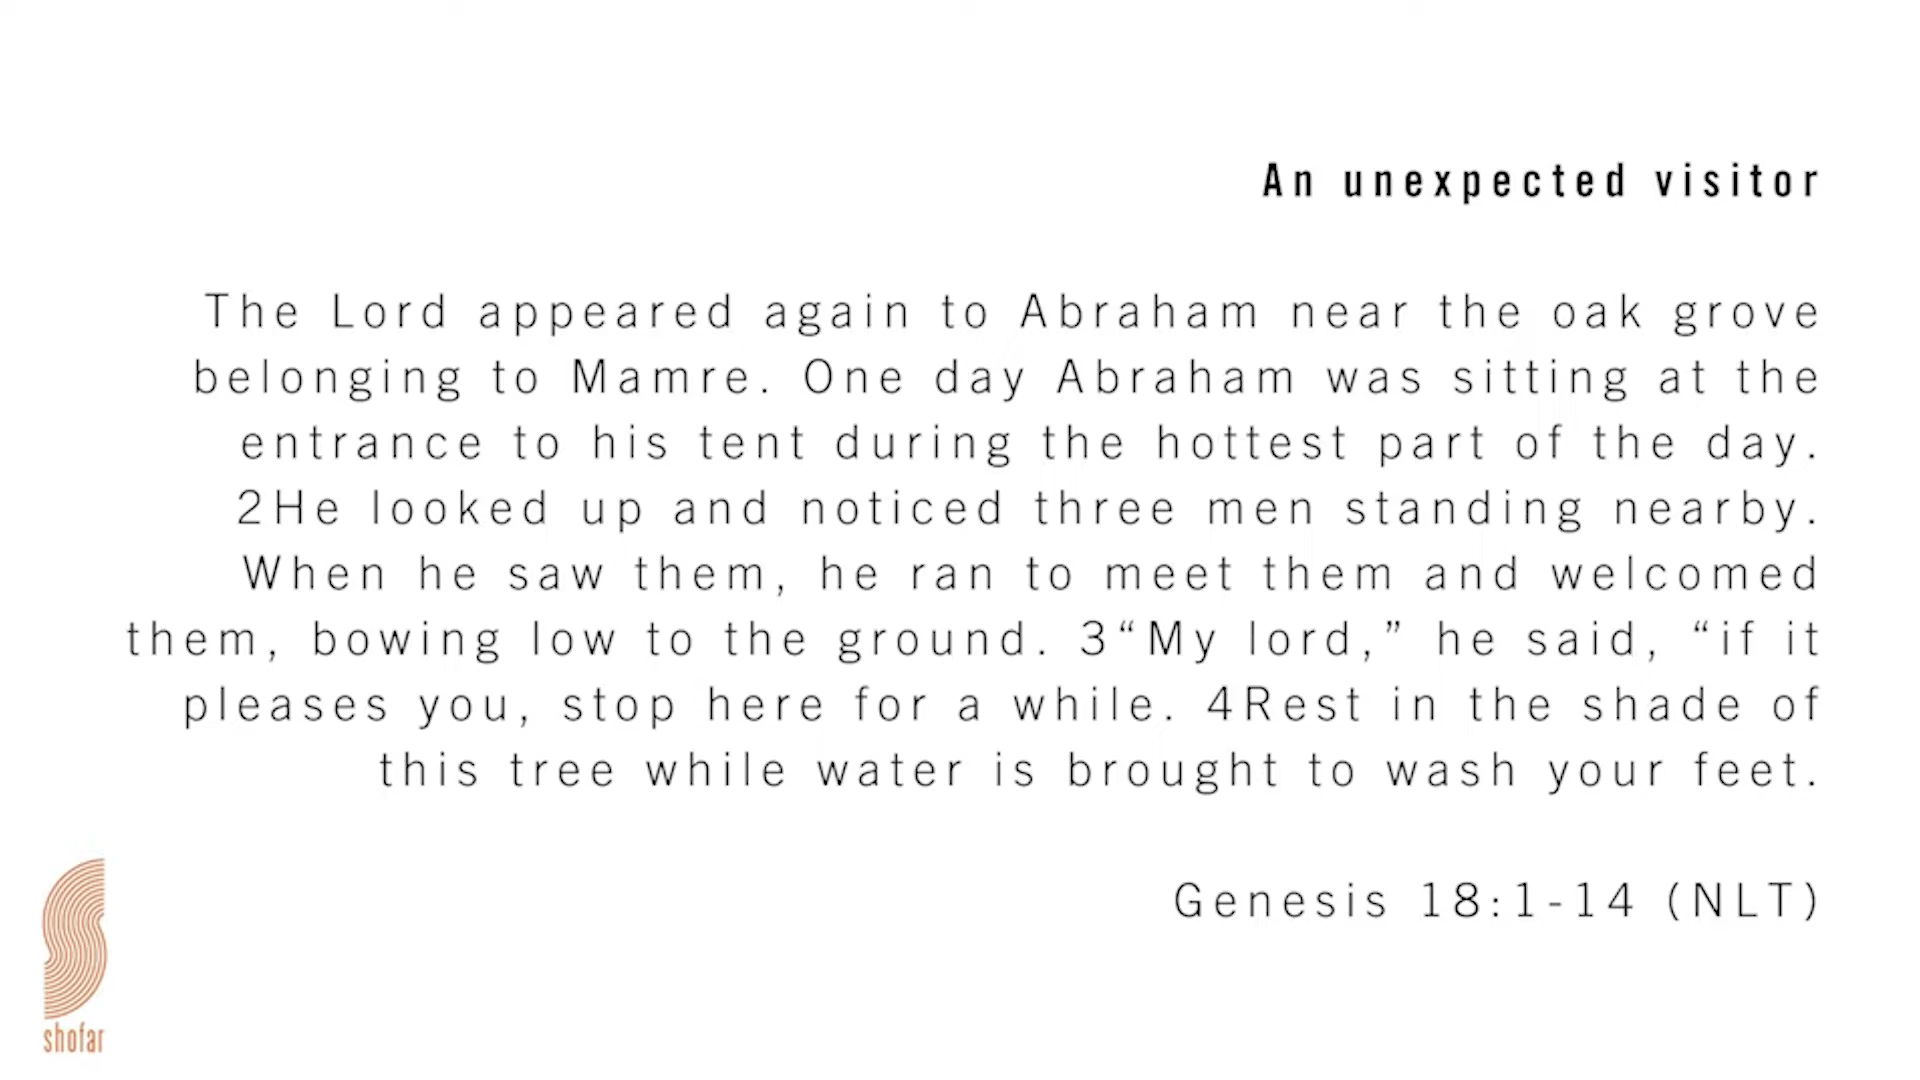 An unexpected visitor
The Lord appeared again to Abraham near the oak grove
belonging to Mamre. One day Abraham was sitting at the
entrance to his tent during the hottest part of the day.
2He looked up and noticed three men standing nearby.
When he saw them, he ran to meet them and welcomed
them, bowing low to the ground. 3“My lord,” he said, “if it
pleases you, stop here for a while. 4Rest in the shade of
this tree while water is brought to wash your feet.
Genesis 18:1-14 (NLT)
shofar